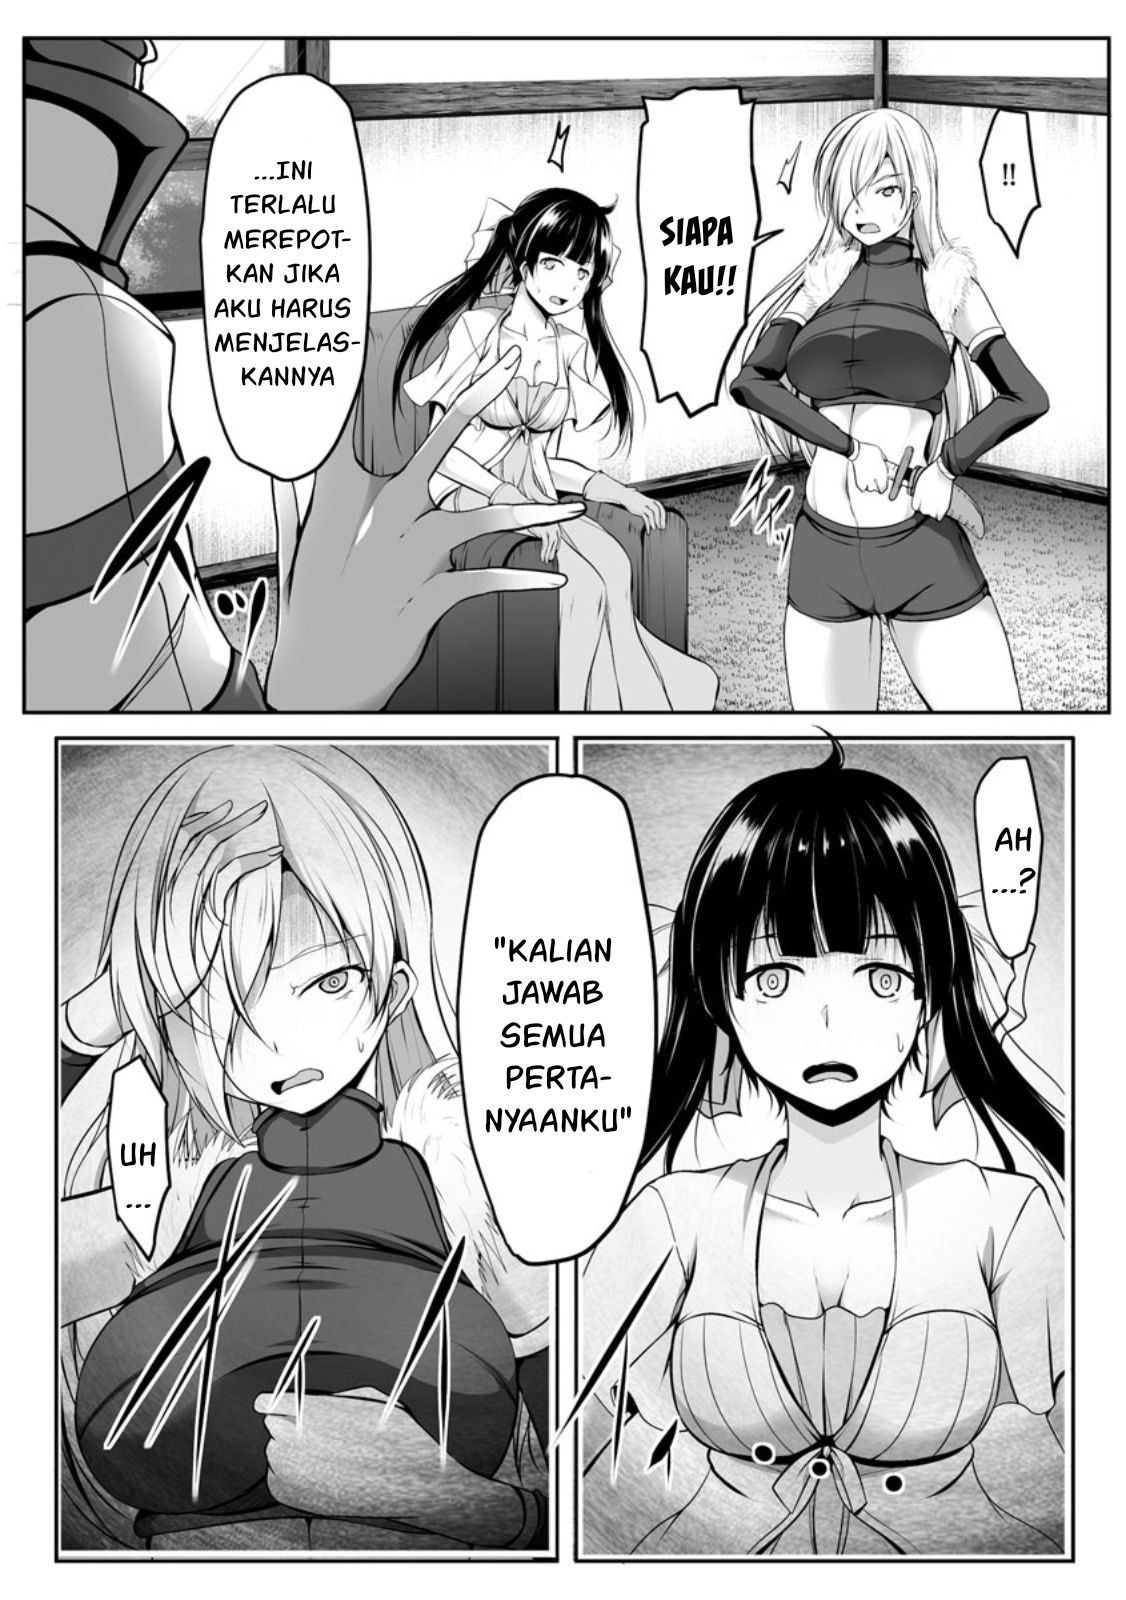 !!
SIAPA
KAU!!
...INI
TERLALU
MEREPOT-
KAN JIKA
AKU HARUS
MENJELAS-
KANNYA
AH
...?
"KALIAN
JAWAB
SEMUA
PERTA-
NYAANKU"
UH
...